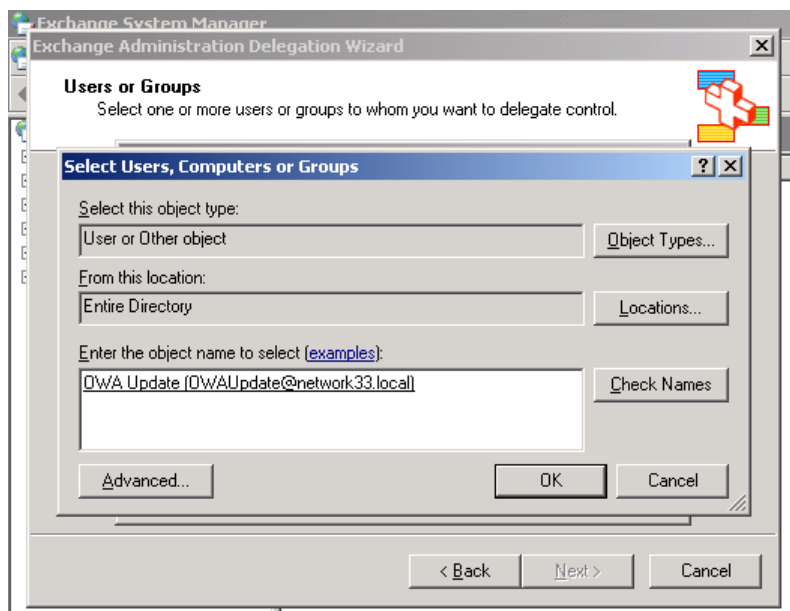 Exchange System Manager
Exchange Administration Delegation Wizard
Users or Groups
Select one or more users or groups to whom you want to delegate control.
Select Users, Computers or Groups
Select this object type:
User or Other object
Object Types...
From this location:
Entire Directory
Locations...
Enter the object name to select (examples):
OWA Update (OWAUpdate@network33.local)
Check Names
Advanced...
OK
Cancel
< Back
Next >
Cancel